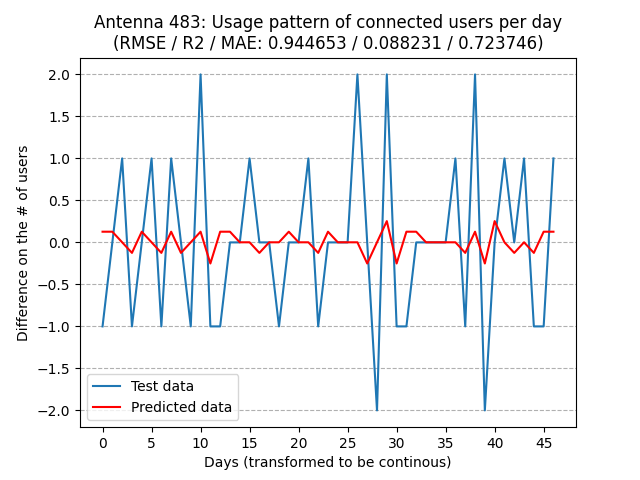 Antenna 483: Usage pattern of connected users per day
(RMSE / R2 / MAE: 0.944653 / 0.088231 / 0.723746)
Difference on the # of users
2.0
1.5
1.0
0.5
0.0
−0.5
−1.0
−1.5
−2.0
Test data
Predicted data
0 5 10 15 20 25 30 35 40 45
Days (transformed to be continous)